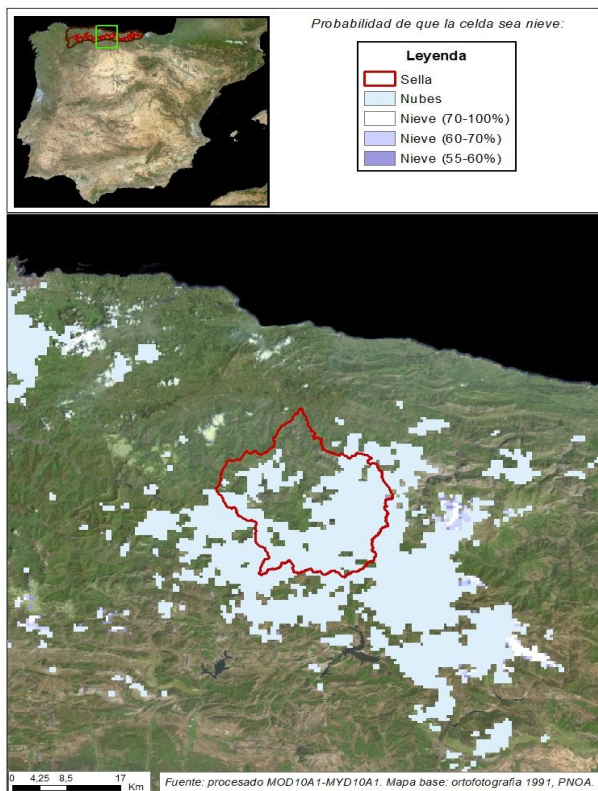 Probabilidad de que la celda sea nieve:
Leyenda
Sella
Nubes
Nieve (70-100%)
Nieve (60-70%)
Nieve (55-60%)
0 4,25 8,5 17
Km
Fuente: procesado MOD10A1-MYD10A1. Mapa base: ortofotografia 1991, PNOA.